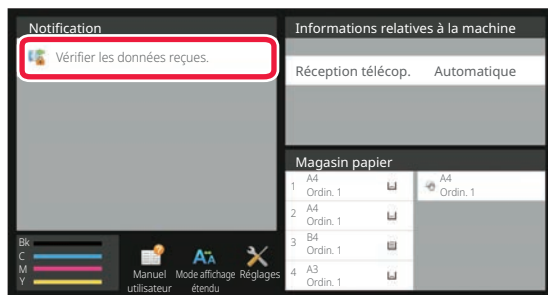 Notification
Vérifier les données reçues.
Informations relatives à la machine
Réception télécop. Automatique
Magasin papier
1 A4
Ordin. 1
2 A4
Ordin. 1
3 B4
Ordin. 1
4 A3
Ordin. 1
A4
Ordin. 1
Bk
C
M
Y
Manuel
utilisateur
Mode affichage
étendu
Réglages